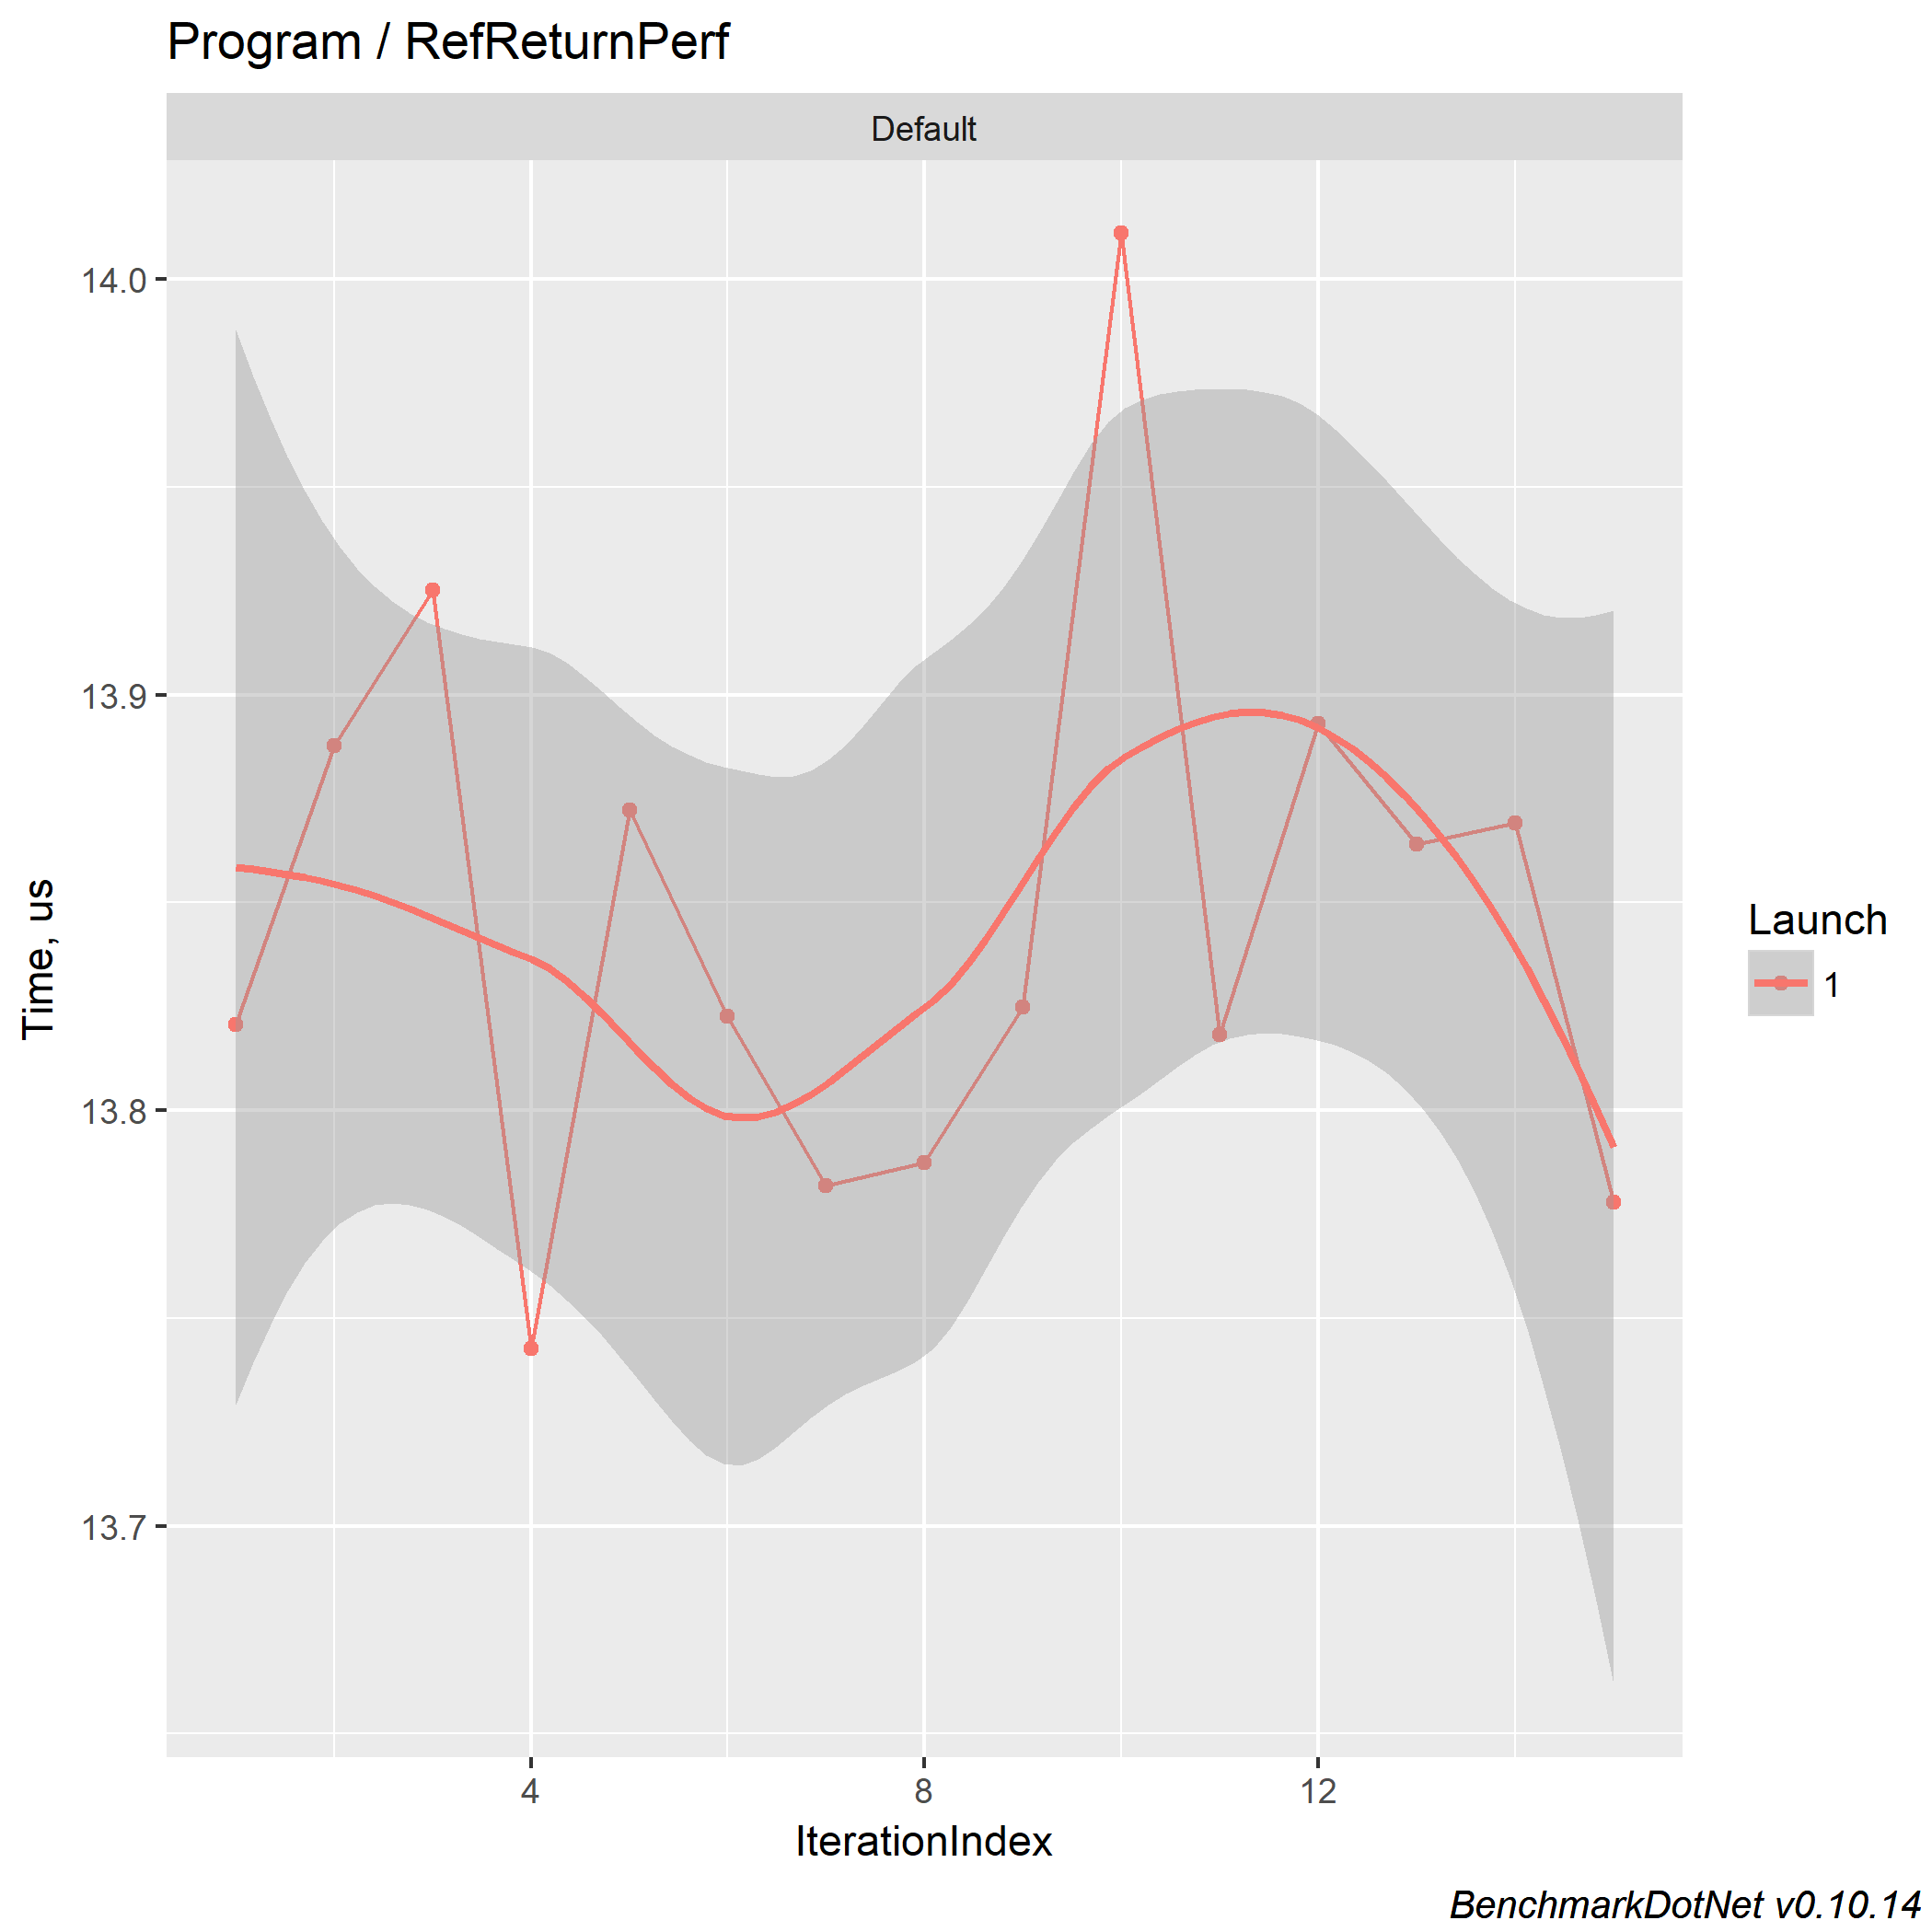 Program / RefReturnPerf
Default
14.0
13.9
13.8
13.7
Time, us
4 8 12
IterationIndex
Launch
1
BenchmarkDotNet v0.10.14